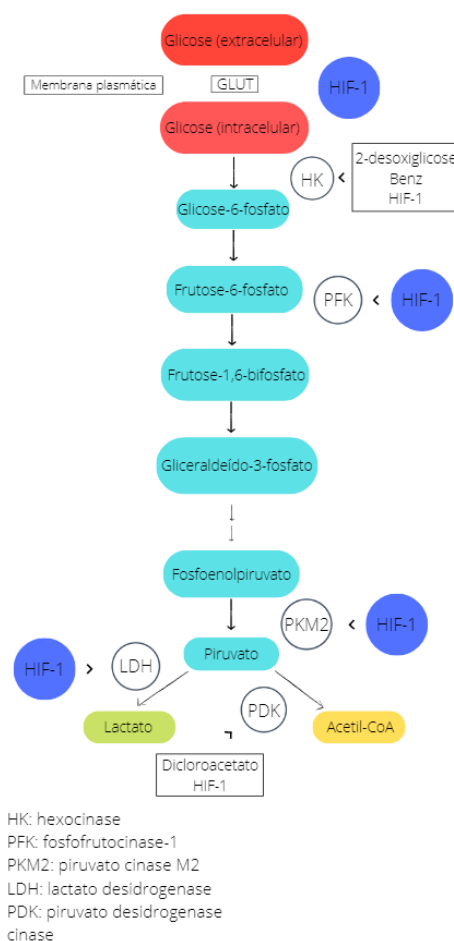 Glicose (extracelular)
Membrana plasmática
GLUT
HIF-1
Glicose (intracelular)
HK
2-desoxiglicose
Benz
HIF-1
Glicose-6-fosfato
Frutose-6-fosfato
PFK
HIF-1
Frutose-1,6-bifosfato
Gliceraldeído-3-fosfato
Fosfoenolpiruvato
PKM2
HIF-1
HIF-1
LDH
Piruvato
PDK
Lactato
Acetil-CoA
Dicloroacetato
HIF-1
HK: hexocinase
PFK: fosfofrutocinase-1
PKM2: piruvato cinase M2
LDH: lactato desidrogenase
PDK: piruvato desidrogenase
cinase